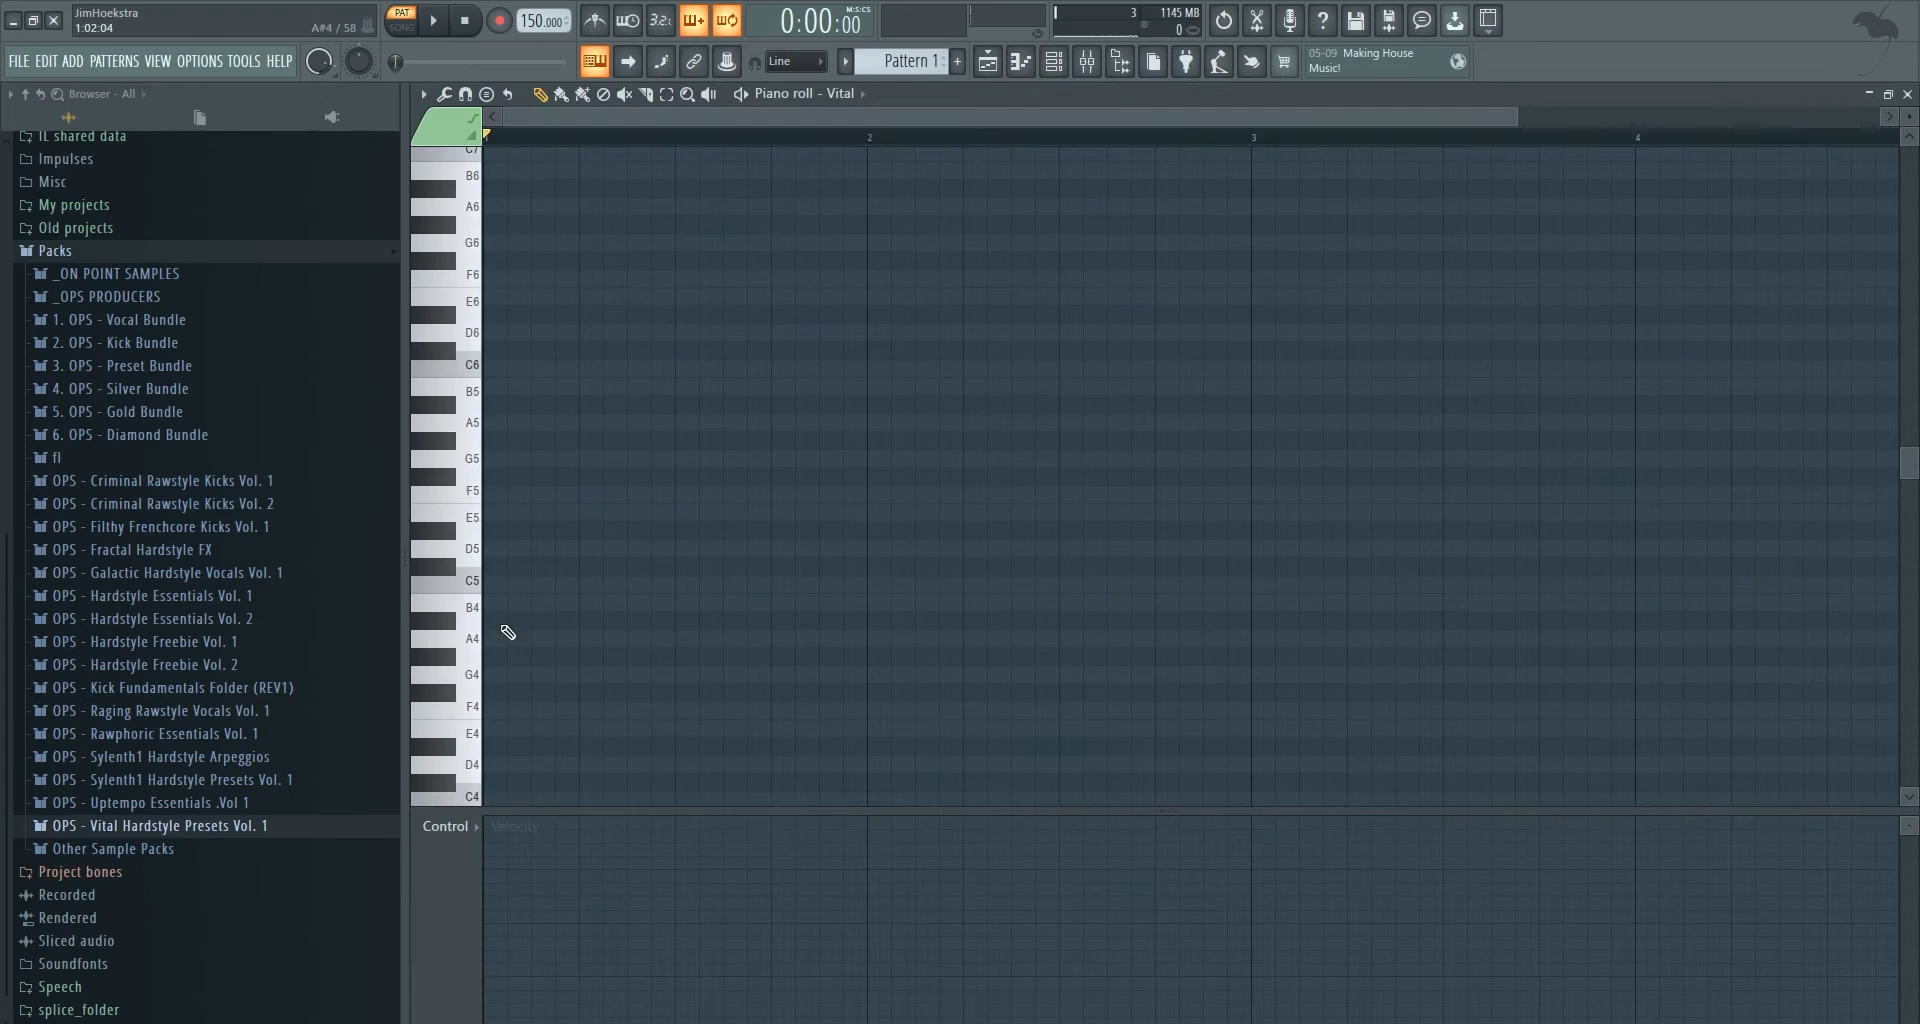 JimHoekstra
1:02:04
A#4 / 58
PAT
SONG
150.000
3.2.
0:00:00
M:S:CS
3
1145 MB
0
FILE EDIT ADD PATTERNS VIEW OPTIONS TOOLS HELP
Line
Pattern 1
05-09 Making House
Music!
Browser - All
Piano roll - Vital
IL shared data
Impulses
Misc
My projects
Old projects
Packs
_ON POINT SAMPLES
_OPS PRODUCERS
1. OPS - Vocal Bundle
2. OPS - Kick Bundle
3. OPS - Preset Bundle
4. OPS - Silver Bundle
5. OPS - Gold Bundle
6. OPS - Diamond Bundle
fl
OPS - Criminal Rawstyle Kicks Vol. 1
OPS - Criminal Rawstyle Kicks Vol. 2
OPS - Filthy Frenchcore Kicks Vol. 1
OPS - Fractal Hardstyle FX
OPS - Galactic Hardstyle Vocals Vol. 1
OPS - Hardstyle Essentials Vol. 1
OPS - Hardstyle Essentials Vol. 2
OPS - Hardstyle Freebie Vol. 1
OPS - Hardstyle Freebie Vol. 2
OPS - Kick Fundamentals Folder (REV1)
OPS - Raging Rawstyle Vocals Vol. 1
OPS - Rawphoric Essentials Vol. 1
OPS - Sylenth1 Hardstyle Arpeggios
OPS - Sylenth1 Hardstyle Presets Vol. 1
OPS - Uptempo Essentials .Vol 1
OPS - Vital Hardstyle Presets Vol. 1
Other Sample Packs
Project bones
Recorded
Rendered
Sliced audio
Soundfonts
Speech
splice_folder
2
3
4
C7
B6
A6
G6
F6
E6
D6
C6
B5
A5
G5
F5
E5
D5
C5
B4
A4
G4
F4
E4
D4
C4
Control
Velocity